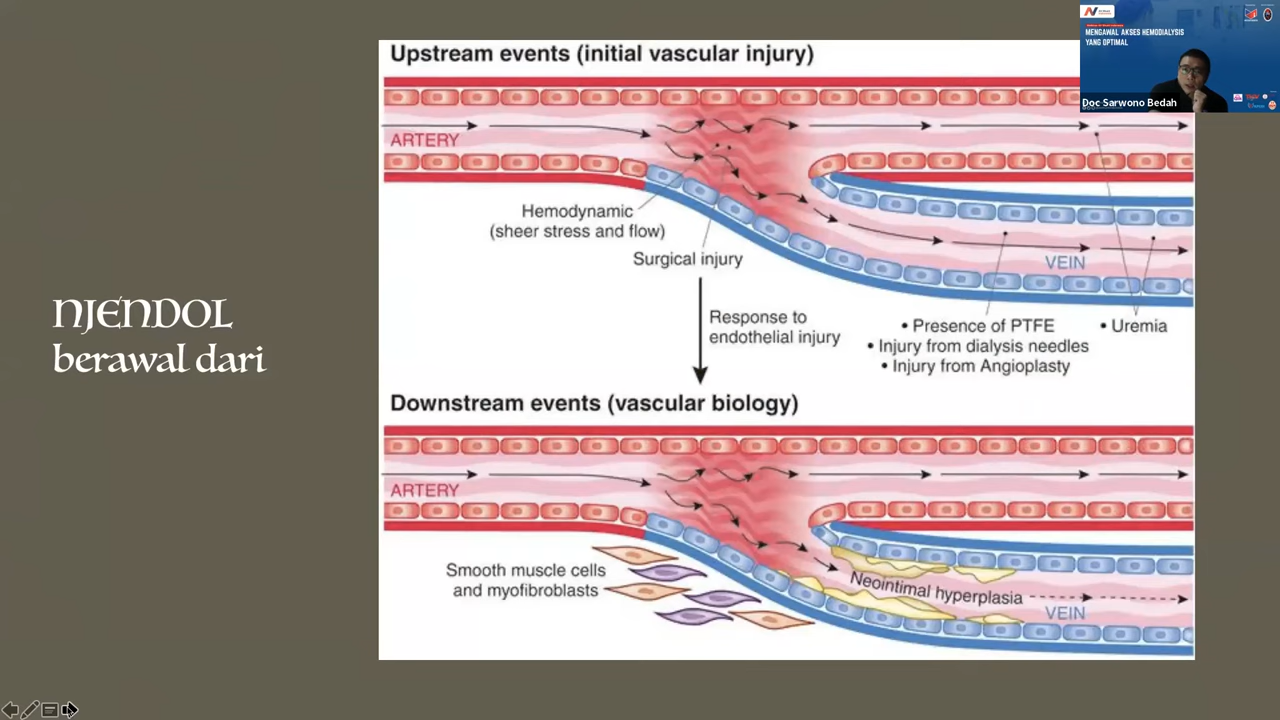 NJENDOL
berawal dari
Upstream events (initial vascular injury)
ARTERY
Hemodynamic
(sheer stress and flow)
Surgical injury
VEIN
Response to
endothelial injury
• Presence of PTFE
• Injury from dialysis needles
• Injury from Angioplasty
• Uremia
Downstream events (vascular biology)
ARTERY
Smooth muscle cells
and myofibroblasts
Neointimal hyperplasia
VEIN
MENGAWAL AKSES HEMODIALYSIS
YANG OPTIMAL
Doc Sarwono Bedah